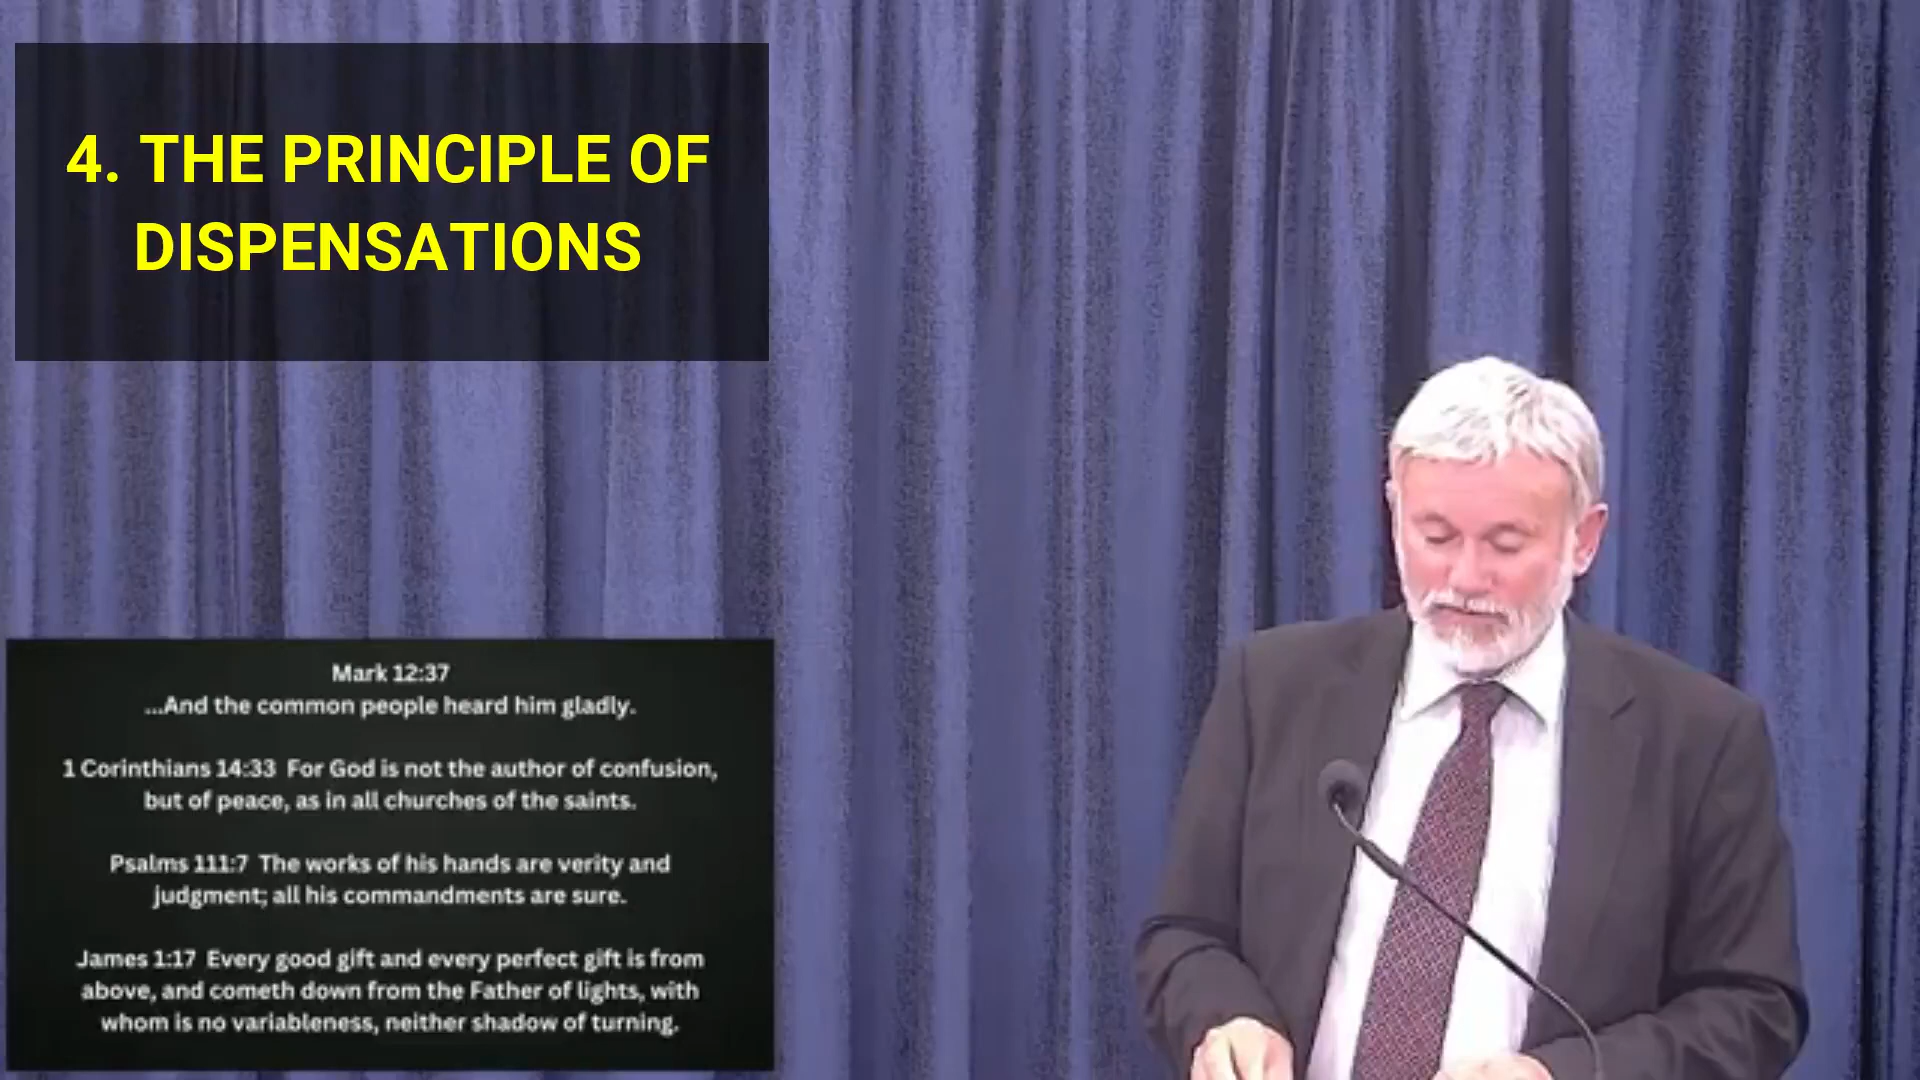 4. THE PRINCIPLE OF
DISPENSATIONS
Mark 12:37
...And the common people heard him gladly.
1 Corinthians 14:33 For God is not the author of confusion,
but of peace, as in all churches of the saints.
Psalms 111:7 The works of his hands are verity and
judgment; all his commandments are sure.
James 1:17 Every good gift and every perfect gift is from
above, and cometh down from the Father of lights, with
whom is no variableness, neither shadow of turning.